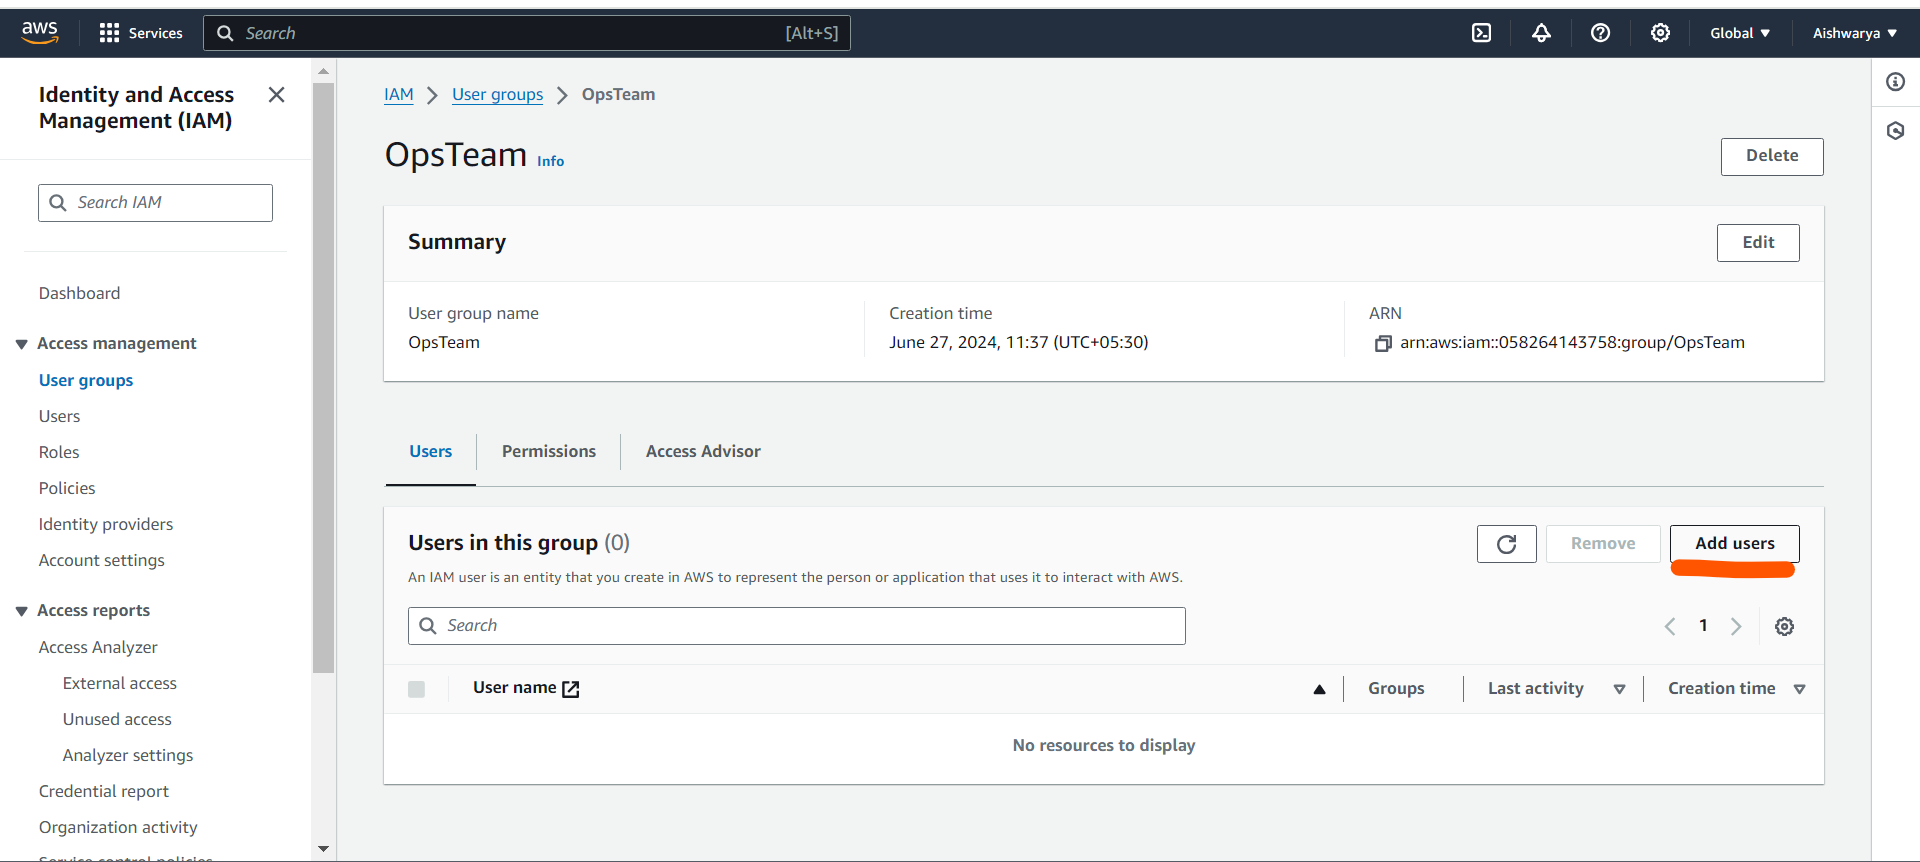 aws
Services
Search [Alt+S]
Global
Aishwarya
Identity and Access
Management (IAM)
Search IAM
Dashboard
Access management
User groups
Users
Roles
Policies
Identity providers
Account settings
Access reports
Access Analyzer
External access
Unused access
Analyzer settings
Credential report
Organization activity
Service control policies
IAM > User groups > OpsTeam
OpsTeam Info
Delete
Summary
Edit
User group name
OpsTeam
Creation time
June 27, 2024, 11:37 (UTC+05:30)
ARN
arn:aws:iam::058264143758:group/OpsTeam
Users
Permissions
Access Advisor
Users in this group (0)
An IAM user is an entity that you create in AWS to represent the person or application that uses it to interact with AWS.
Remove
Add users
Search
1
User name
Groups
Last activity
Creation time
No resources to display